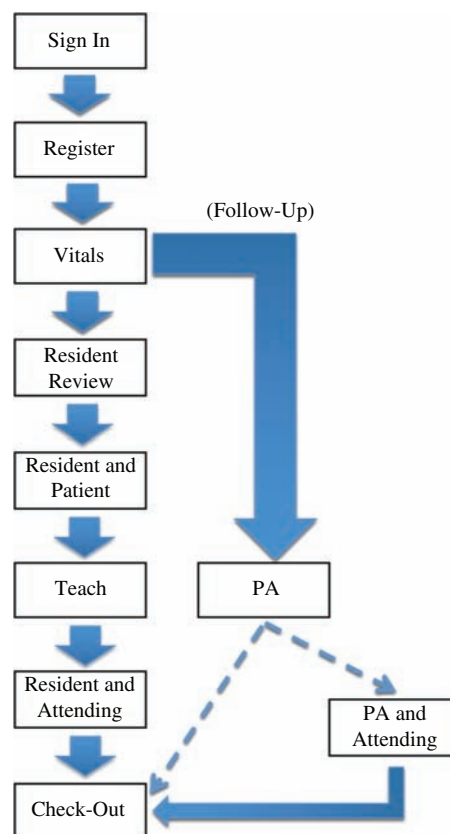 Sign In
Register
(Follow-Up)
Vitals
Resident
Review
Resident and
Patient
Teach
PA
Resident and
Attending
PA and
Attending
Check-Out